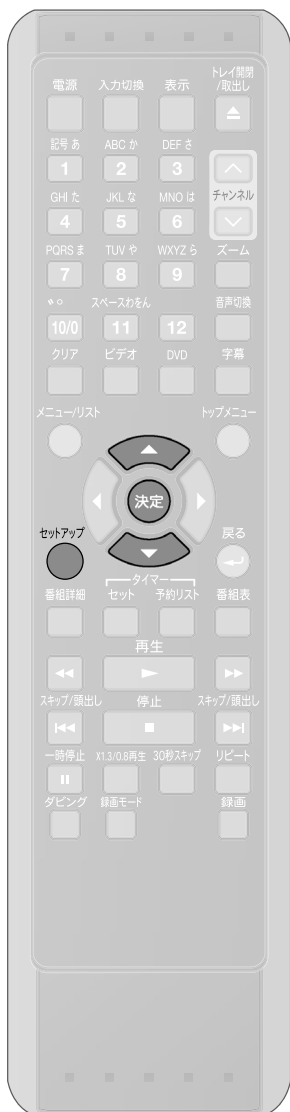 電源 入力切換 表示 トレイ開閉
/取出し
記号 あ ABC か DEF さ
1 2 3
GHI た JKL な MNO は チャンネル
4 5 6
PQRS ま TUV や WXYZ ら ズーム
7 8 9
゛゜ スペースわをん 音声切換
10/0 11 12
クリア ビデオ DVD 字幕
メニュー/リスト トップメニュー
決定
セットアップ 戻る
タイマー
番組詳細 セット 予約リスト 番組表
再生
スキップ/頭出し 停止 スキップ/頭出し
一時停止 X1.3/0.8再生 30秒スキップ リピート
ダビング 録画モード 録画